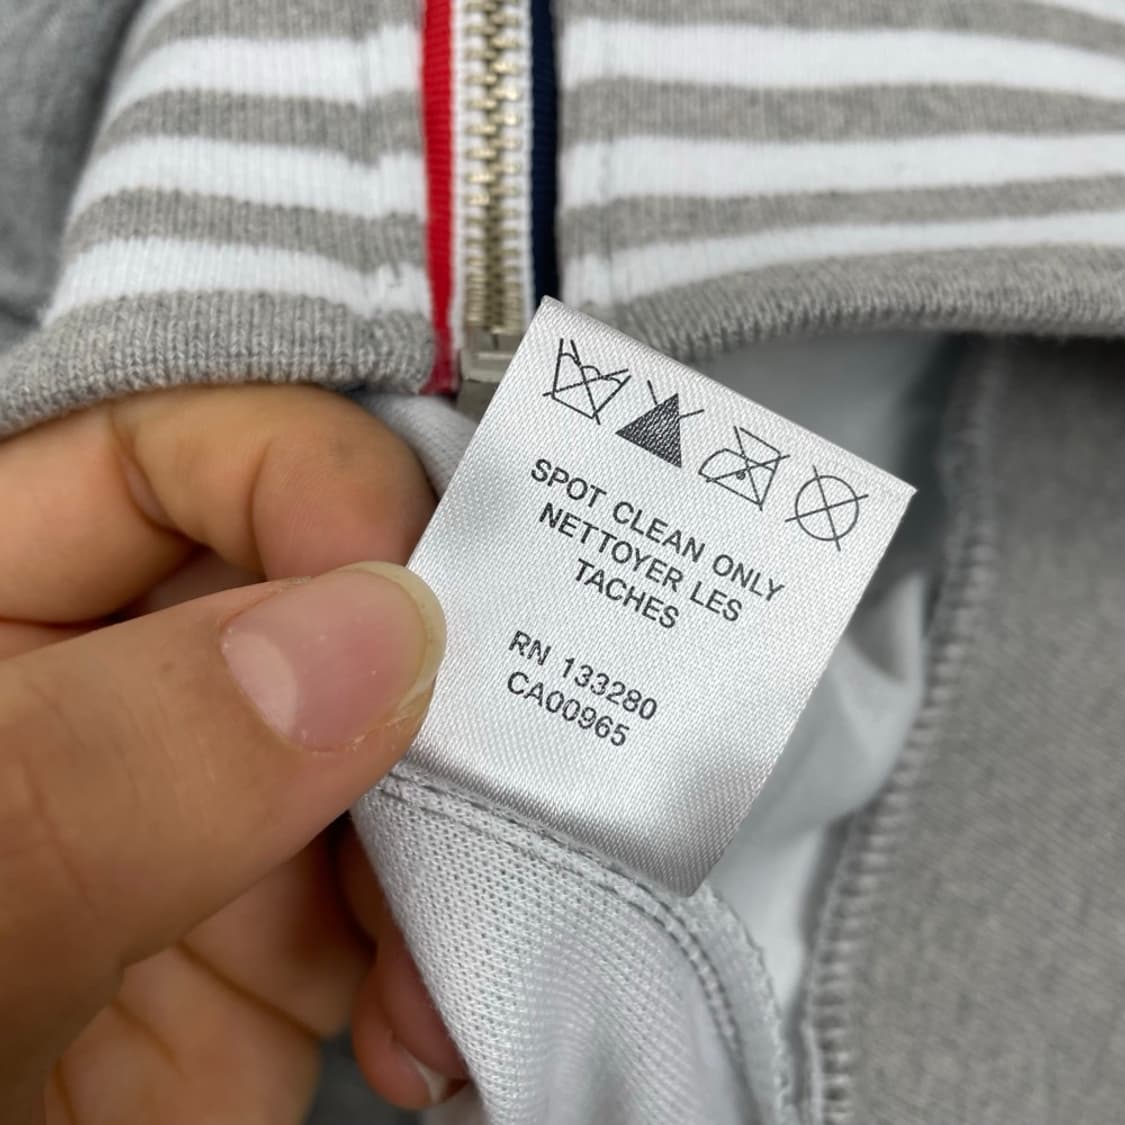 SPOT CLEAN ONLY
NETTOYER LES
TACHES
RN 133280
CA00965